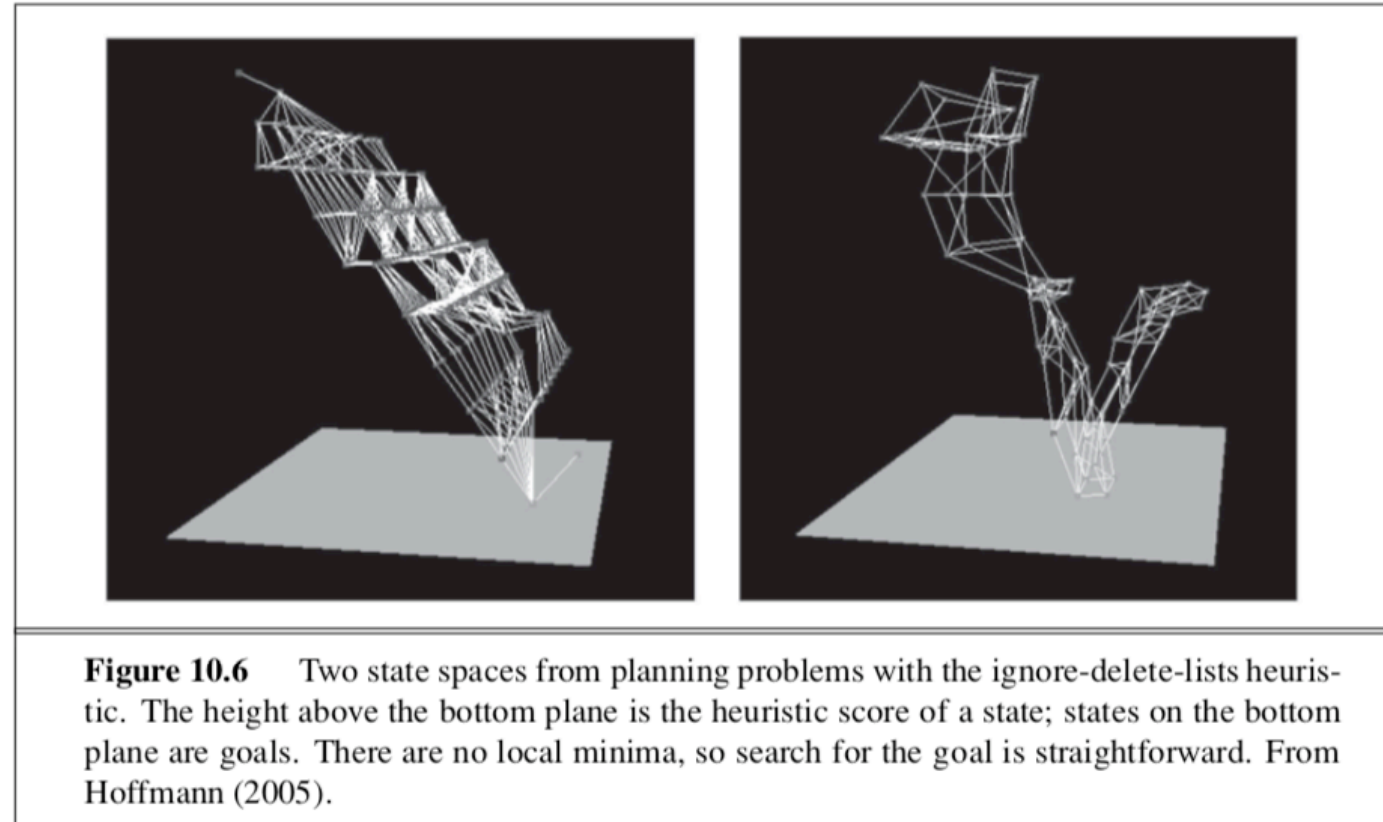 Figure 10.6 Two state spaces from planning problems with the ignore-delete-lists heuris-
tic. The height above the bottom plane is the heuristic score of a state; states on the bottom
plane are goals. There are no local minima, so search for the goal is straightforward. From
Hoffmann (2005).